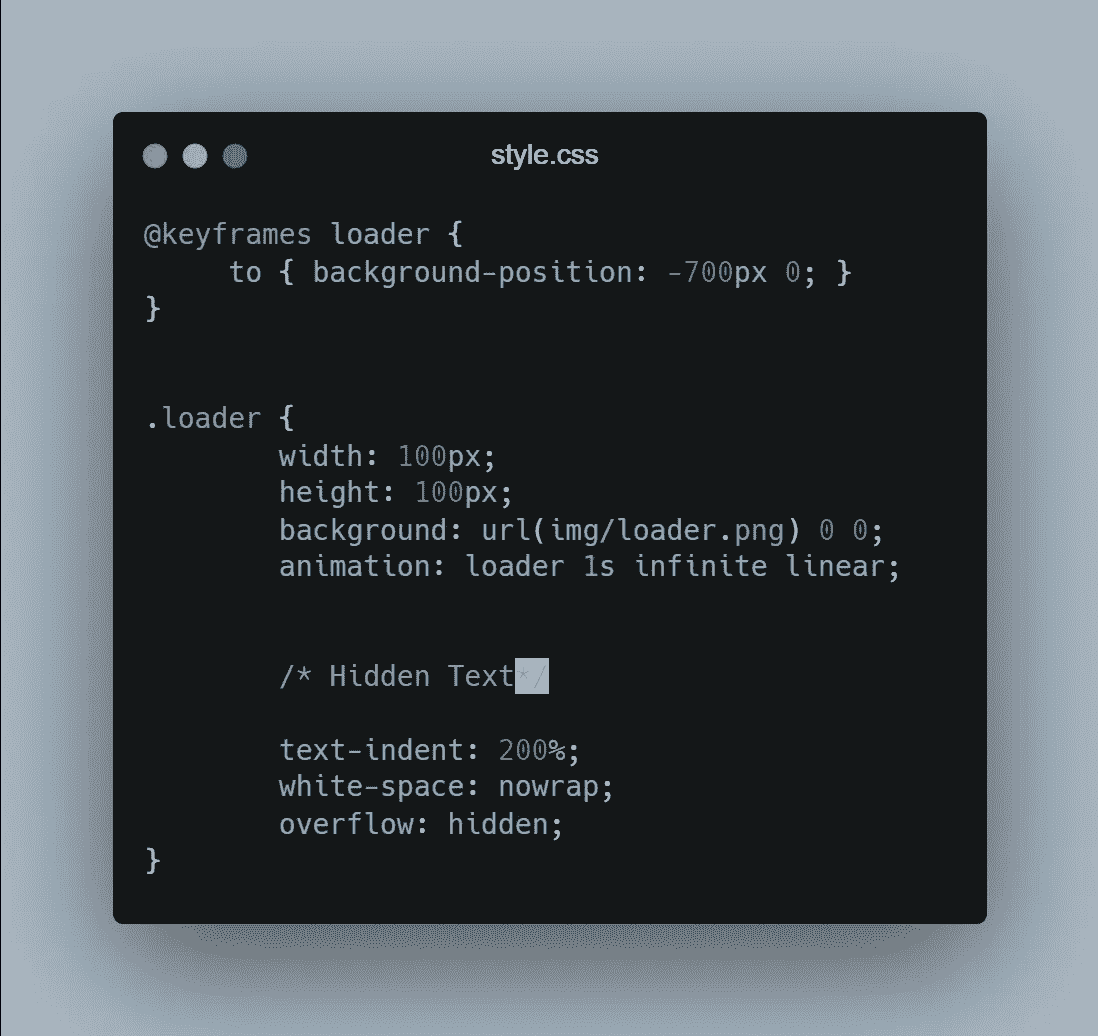 style.css
@keyframes loader {
to { background-position: -700px 0; }
}
.loader {
width: 100px;
height: 100px;
background: url(img/loader.png) 0 0;
animation: loader 1s infinite linear;
/* Hidden Text*/
text-indent: 200%;
white-space: nowrap;
overflow: hidden;
}